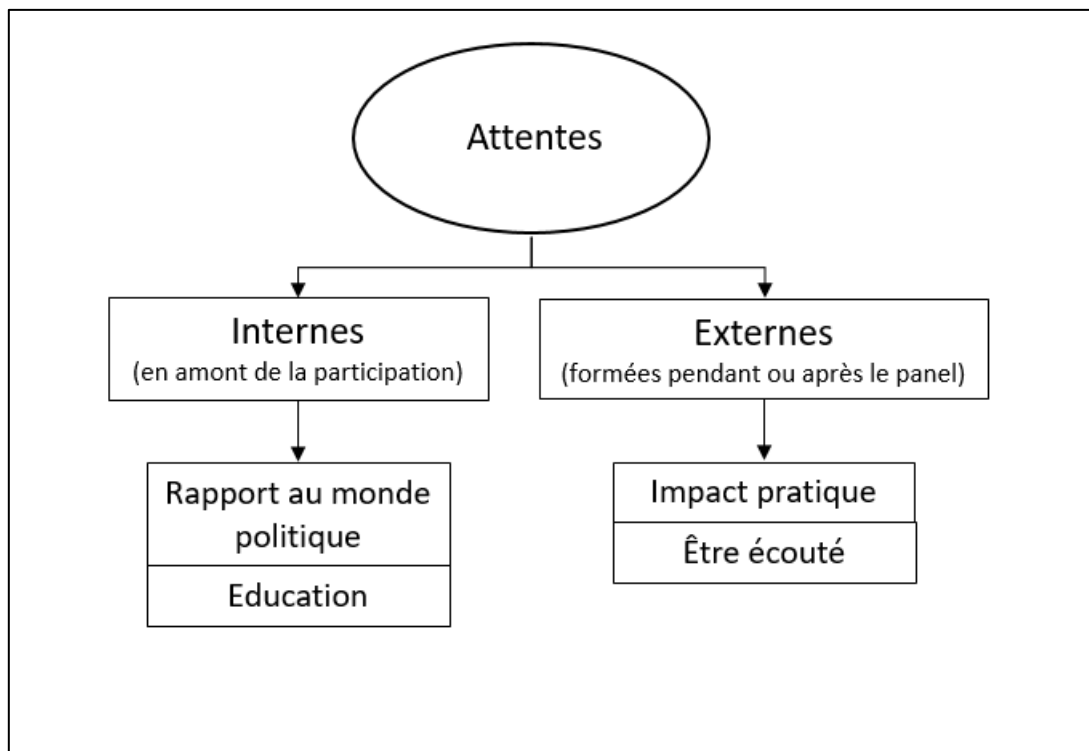 Attentes
Internes
(en amont de la participation)
Externes
(formées pendant ou après le panel)
Rapport au monde
politique
Education
Impact pratique
Être écouté